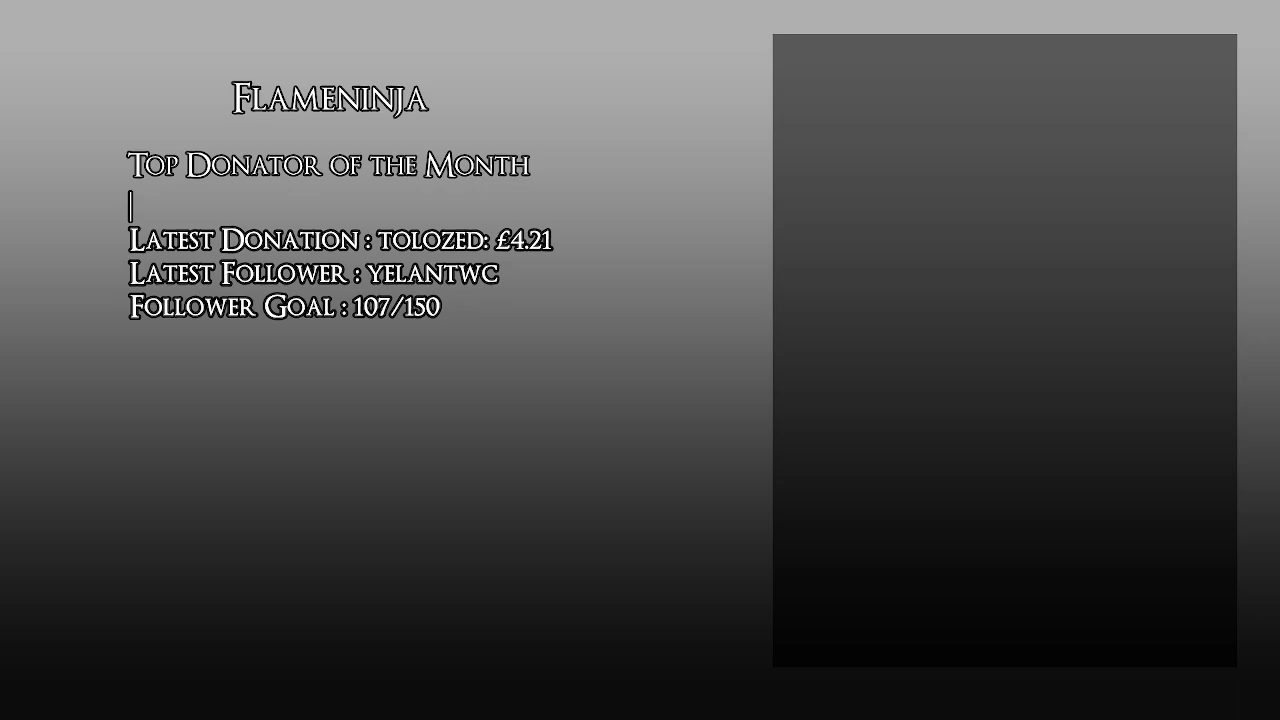 Flameninja
Top Donator of the Month
|
Latest Donation : tolozed: £4.21
Latest Follower : yelantwc
Follower Goal : 107/150